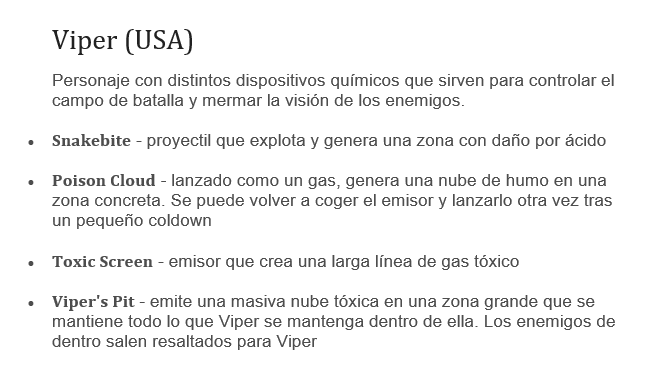 Viper (USA)
Personaje con distintos dispositivos químicos que sirven para controlar el
campo de batalla y mermar la visión de los enemigos.
• Snakebite - proyectil que explota y genera una zona con daño por ácido
• Poison Cloud - lanzado como un gas, genera una nube de humo en una
zona concreta. Se puede volver a coger el emisor y lanzarlo otra vez tras
un pequeño coldown
• Toxic Screen - emisor que crea una larga línea de gas tóxico
• Viper's Pit - emite una masiva nube tóxica en una zona grande que se
mantiene todo lo que Viper se mantenga dentro de ella. Los enemigos de
dentro salen resaltados para Viper